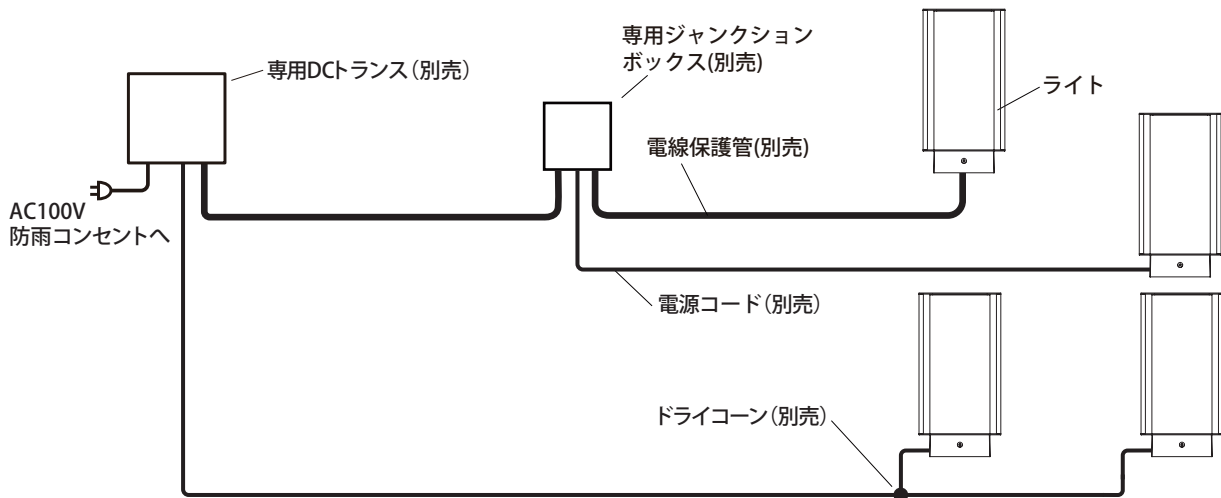 専用DCトランス（別売）
専用ジャンクション
ボックス(別売)
ライト
電線保護管(別売)
AC100V
防雨コンセントへ
電源コード（別売）
ドライコーン（別売）